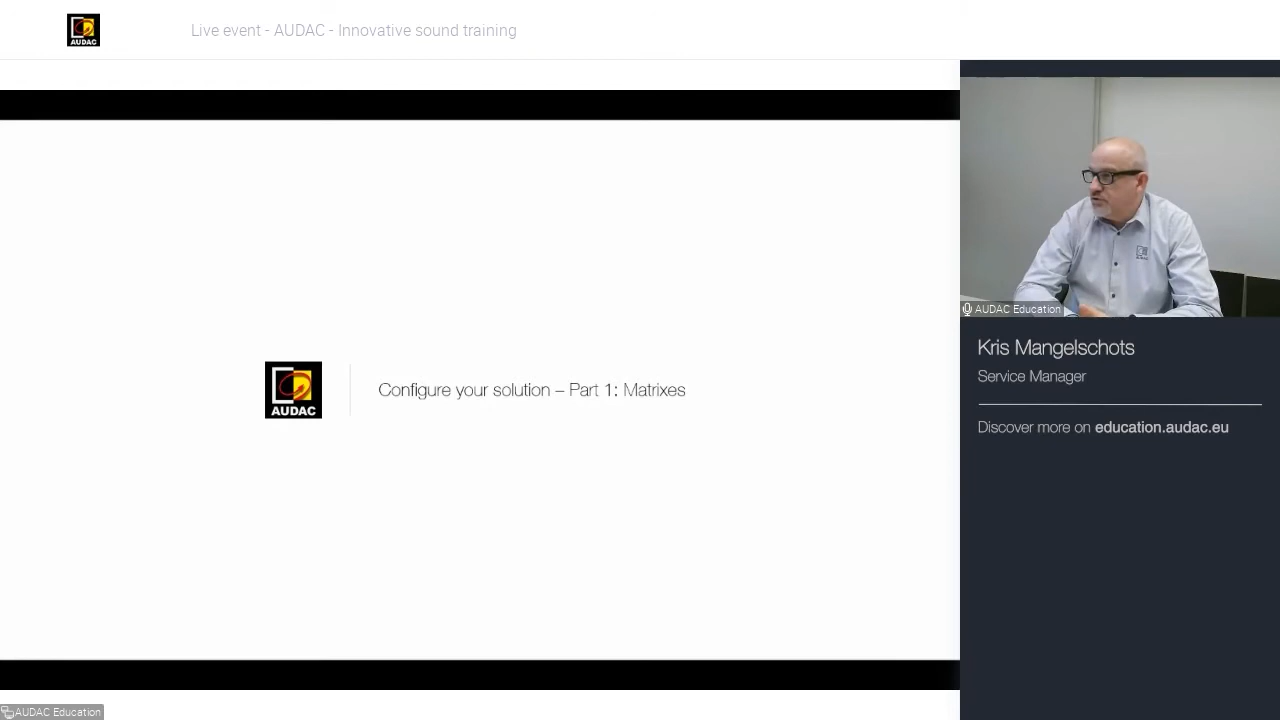 AUDAC
Live event - AUDAC - Innovative sound training
AUDAC
Configure your solution – Part 1: Matrixes
AUDAC Education
Kris Mangelschots
Service Manager
Discover more on education.audac.eu
AUDAC Education